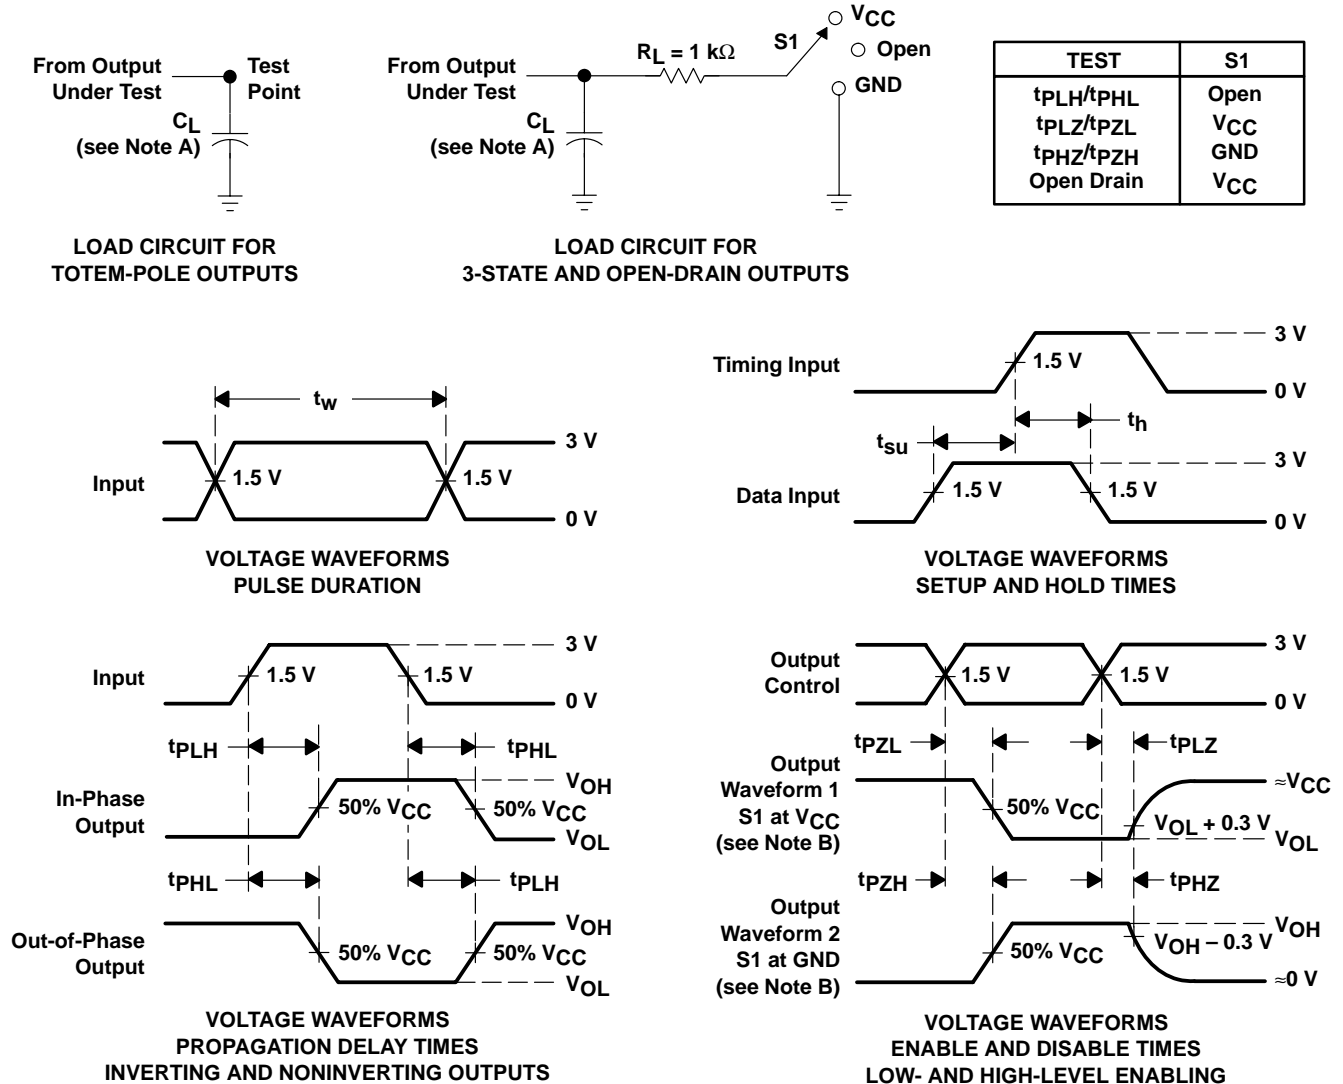 From Output
Under Test
Test
Point
CL
(see Note A)
LOAD CIRCUIT FOR
TOTEM-POLE OUTPUTS
From Output
Under Test
RL = 1 kΩ
S1
VCC
Open
GND
CL
(see Note A)
LOAD CIRCUIT FOR
3-STATE AND OPEN-DRAIN OUTPUTS
TEST S1
tPLH/tPHL Open
tPLZ/tPZL VCC
tPHZ/tPZH GND
Open Drain VCC
tw
Input
1.5 V
1.5 V
3 V
0 V
VOLTAGE WAVEFORMS
PULSE DURATION
Timing Input
1.5 V
3 V
0 V
tsu
th
Data Input
1.5 V
1.5 V
3 V
0 V
VOLTAGE WAVEFORMS
SETUP AND HOLD TIMES
Input
1.5 V
1.5 V
3 V
0 V
tPLH
tPHL
In-Phase
Output
50% VCC
50% VCC
VOH
VOL
tPHL
tPLH
Out-of-Phase
Output
50% VCC
50% VCC
VOH
VOL
VOLTAGE WAVEFORMS
PROPAGATION DELAY TIMES
INVERTING AND NONINVERTING OUTPUTS
Output
Control
1.5 V
1.5 V
3 V
0 V
tPZL
tPLZ
Output
Waveform 1
S1 at VCC
(see Note B)
50% VCC
≈VCC
VOL + 0.3 V
VOL
tPZH
tPHZ
Output
Waveform 2
S1 at GND
(see Note B)
50% VCC
VOH
VOH − 0.3 V
≈0 V
VOLTAGE WAVEFORMS
ENABLE AND DISABLE TIMES
LOW- AND HIGH-LEVEL ENABLING